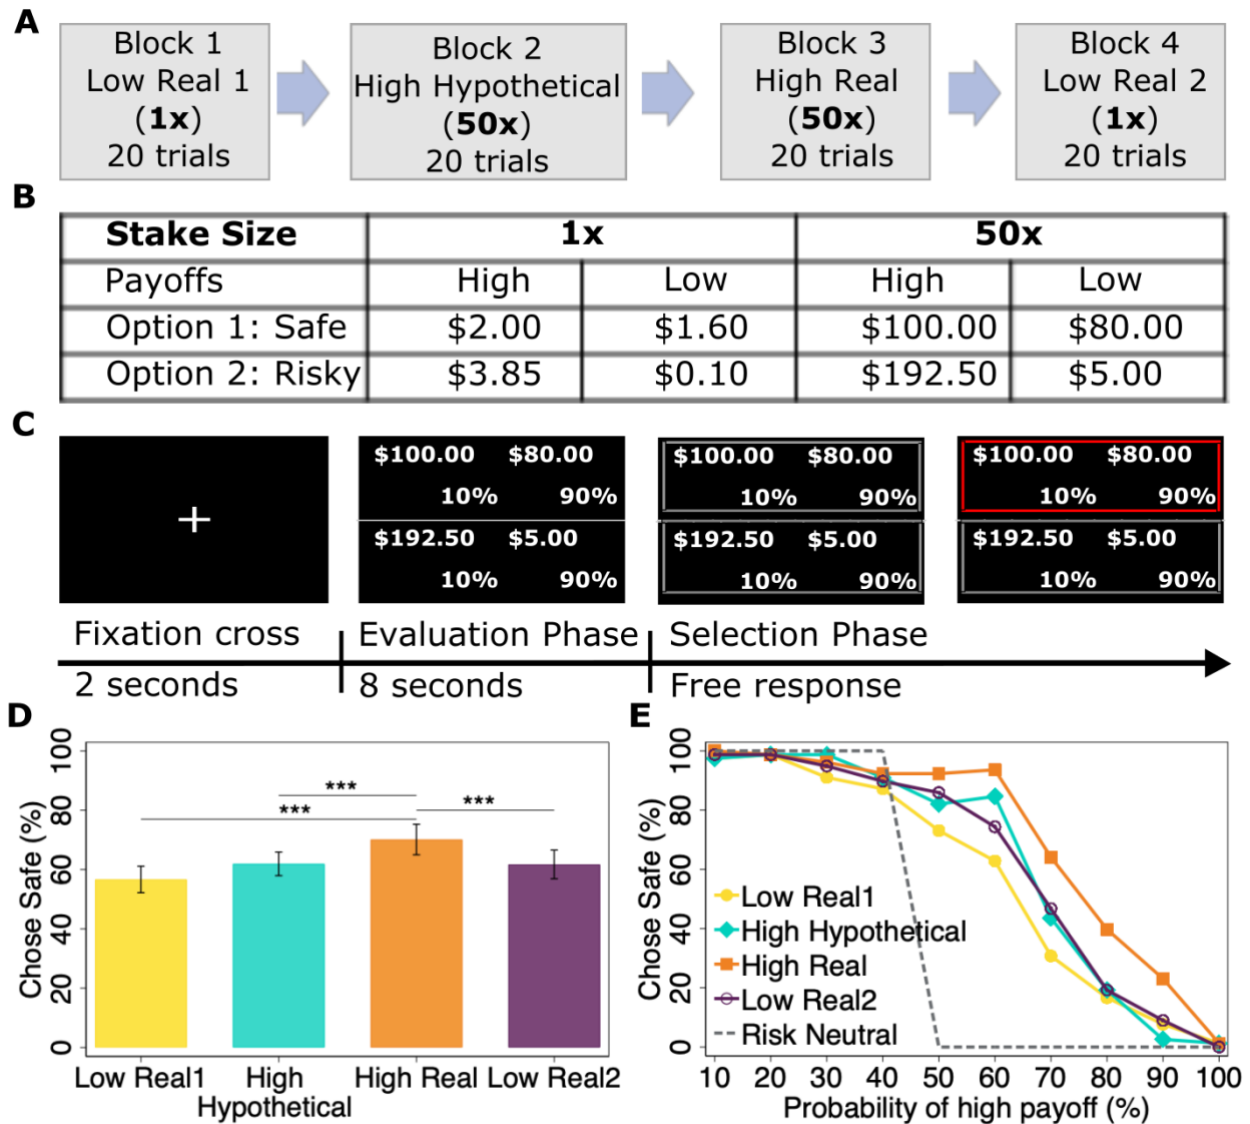 A
Block 1
Low Real 1
(1x)
20 trials
Block 2
High Hypothetical
(50x)
20 trials
Block 3
High Real
(50x)
20 trials
Block 4
Low Real 2
(1x)
20 trials
B
Stake Size 1x 50x
Payoffs High Low High Low
Option 1: Safe $2.00 $1.60 $100.00 $80.00
Option 2: Risky $3.85 $0.10 $192.50 $5.00
C
+
$100.00 $80.00
10% 90%
$192.50 $5.00
10% 90%
$100.00 $80.00
10% 90%
$192.50 $5.00
10% 90%
$100.00 $80.00
10% 90%
$192.50 $5.00
10% 90%
Fixation cross
Evaluation Phase
Selection Phase
2 seconds
8 seconds
Free response
D
Chose Safe (%)
100
80
60
40
20
0
***
***
***
Low Real1
High
Hypothetical
High Real
Low Real2
E
Chose Safe (%)
100
80
60
40
20
0
Low Real1
High Hypothetical
High Real
Low Real2
Risk Neutral
10 20 30 40 50 60 70 80 90 100
Probability of high payoff (%)